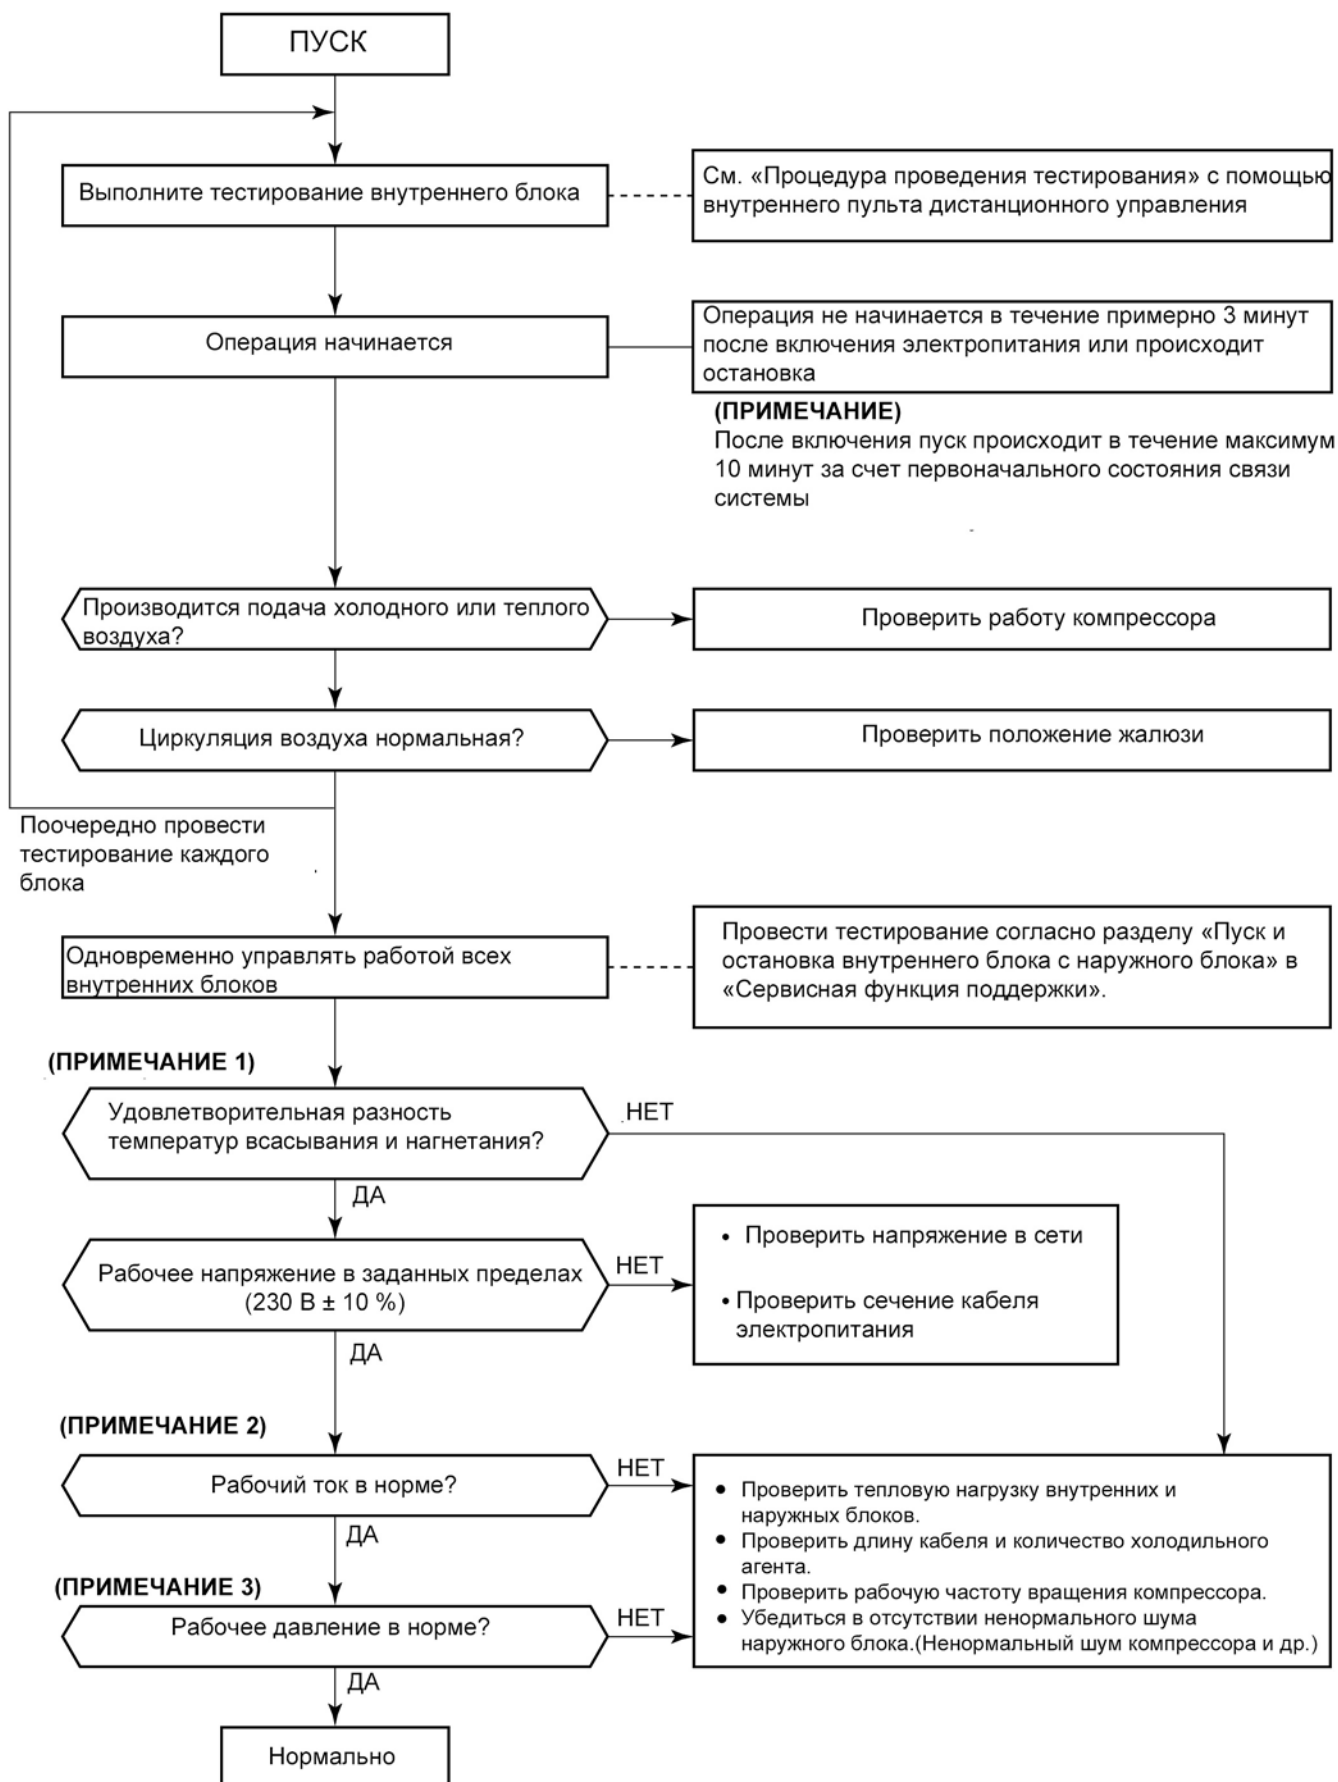 ПУСК
Выполните тестирование внутреннего блока
См. «Процедура проведения тестирования» с помощью
внутреннего пульта дистанционного управления
Операция начинается
Операция не начинается в течение примерно 3 минут
после включения электропитания или происходит
остановка
(ПРИМЕЧАНИЕ)
После включения пуск происходит в течение максимум
10 минут за счет первоначального состояния связи
системы
Производится подача холодного или теплого
воздуха?
Проверить работу компрессора
Циркуляция воздуха нормальная?
Проверить положение жалюзи
Поочередно провести
тестирование каждого
блока
Одновременно управлять работой всех
внутренних блоков
Провести тестирование согласно разделу «Пуск и
остановка внутреннего блока с наружного блока» в
«Сервисная функция поддержки».
(ПРИМЕЧАНИЕ 1)
Удовлетворительная разность
температур всасывания и нагнетания?
НЕТ
ДА
Рабочее напряжение в заданных пределах
(230 В ± 10 %)
НЕТ
• Проверить напряжение в сети
• Проверить сечение кабеля
электропитания
ДА
(ПРИМЕЧАНИЕ 2)
Рабочий ток в норме?
НЕТ
ДА
• Проверить тепловую нагрузку внутренних и
наружных блоков.
• Проверить длину кабеля и количество холодильного
агента.
• Проверить рабочую частоту вращения компрессора.
• Убедиться в отсутствии ненормального шума
наружного блока.(Ненормальный шум компрессора и др.)
(ПРИМЕЧАНИЕ 3)
Рабочее давление в норме?
НЕТ
ДА
Нормально